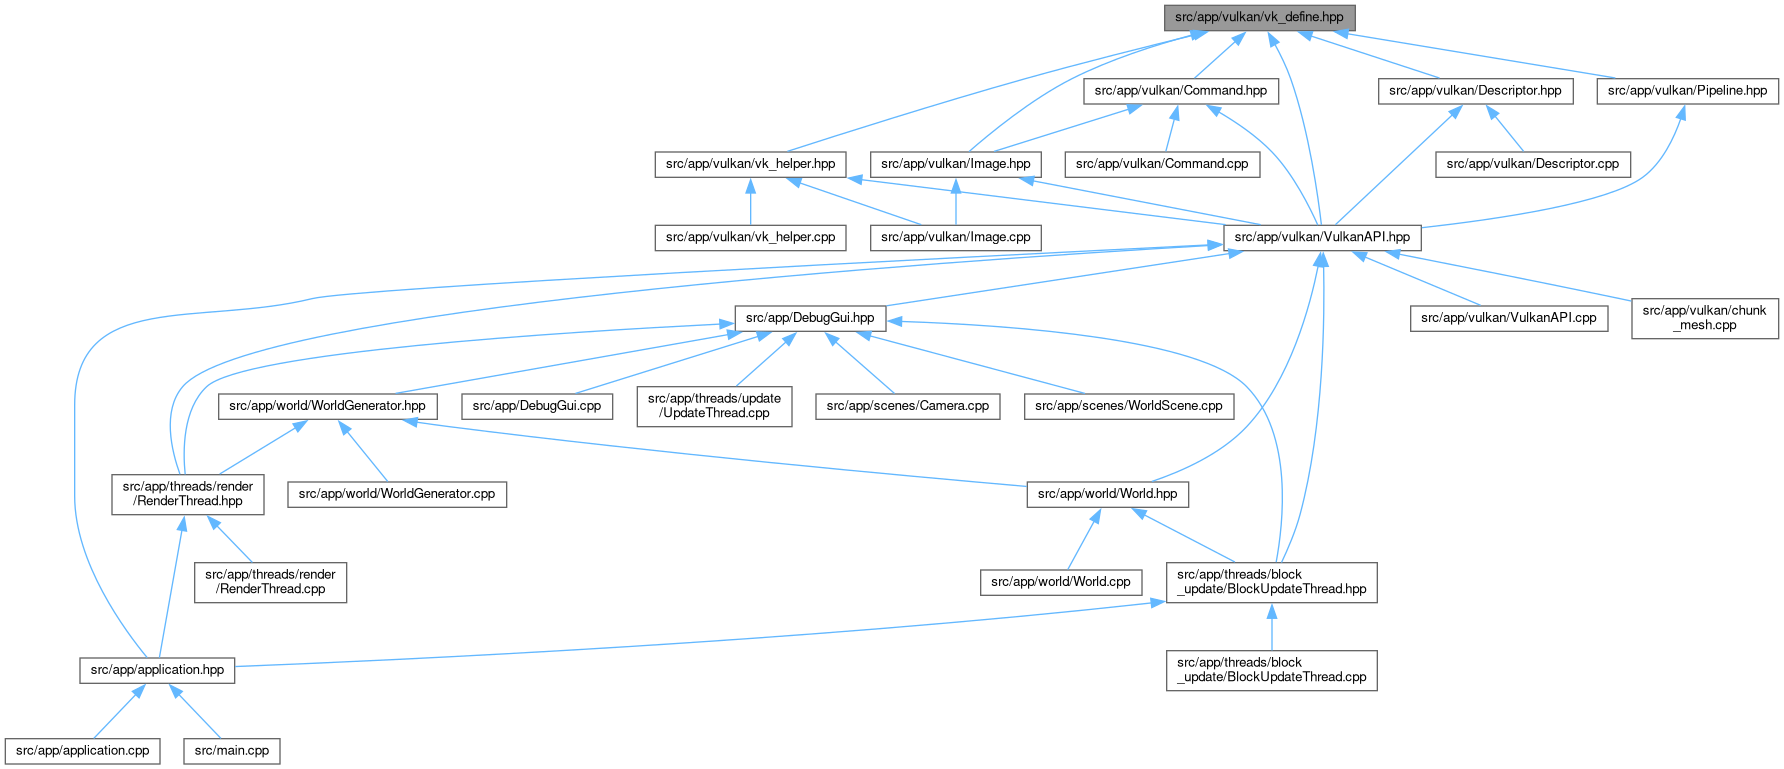 src/app/vulkan/vk_define.hpp
src/app/vulkan/Command.hpp
src/app/vulkan/Descriptor.hpp
src/app/vulkan/Pipeline.hpp
src/app/vulkan/vk_helper.hpp
src/app/vulkan/Image.hpp
src/app/vulkan/Command.cpp
src/app/vulkan/Descriptor.cpp
src/app/vulkan/vk_helper.cpp
src/app/vulkan/Image.cpp
src/app/vulkan/VulkanAPI.hpp
src/app/DebugGui.hpp
src/app/vulkan/VulkanAPI.cpp
src/app/vulkan/chunk
_mesh.cpp
src/app/world/WorldGenerator.hpp
src/app/DebugGui.cpp
src/app/threads/update
/UpdateThread.cpp
src/app/scenes/Camera.cpp
src/app/scenes/WorldScene.cpp
src/app/threads/render
/RenderThread.hpp
src/app/world/WorldGenerator.cpp
src/app/world/World.hpp
src/app/threads/render
/RenderThread.cpp
src/app/world/World.cpp
src/app/threads/block
_update/BlockUpdateThread.hpp
src/app/application.hpp
src/app/threads/block
_update/BlockUpdateThread.cpp
src/app/application.cpp
src/main.cpp